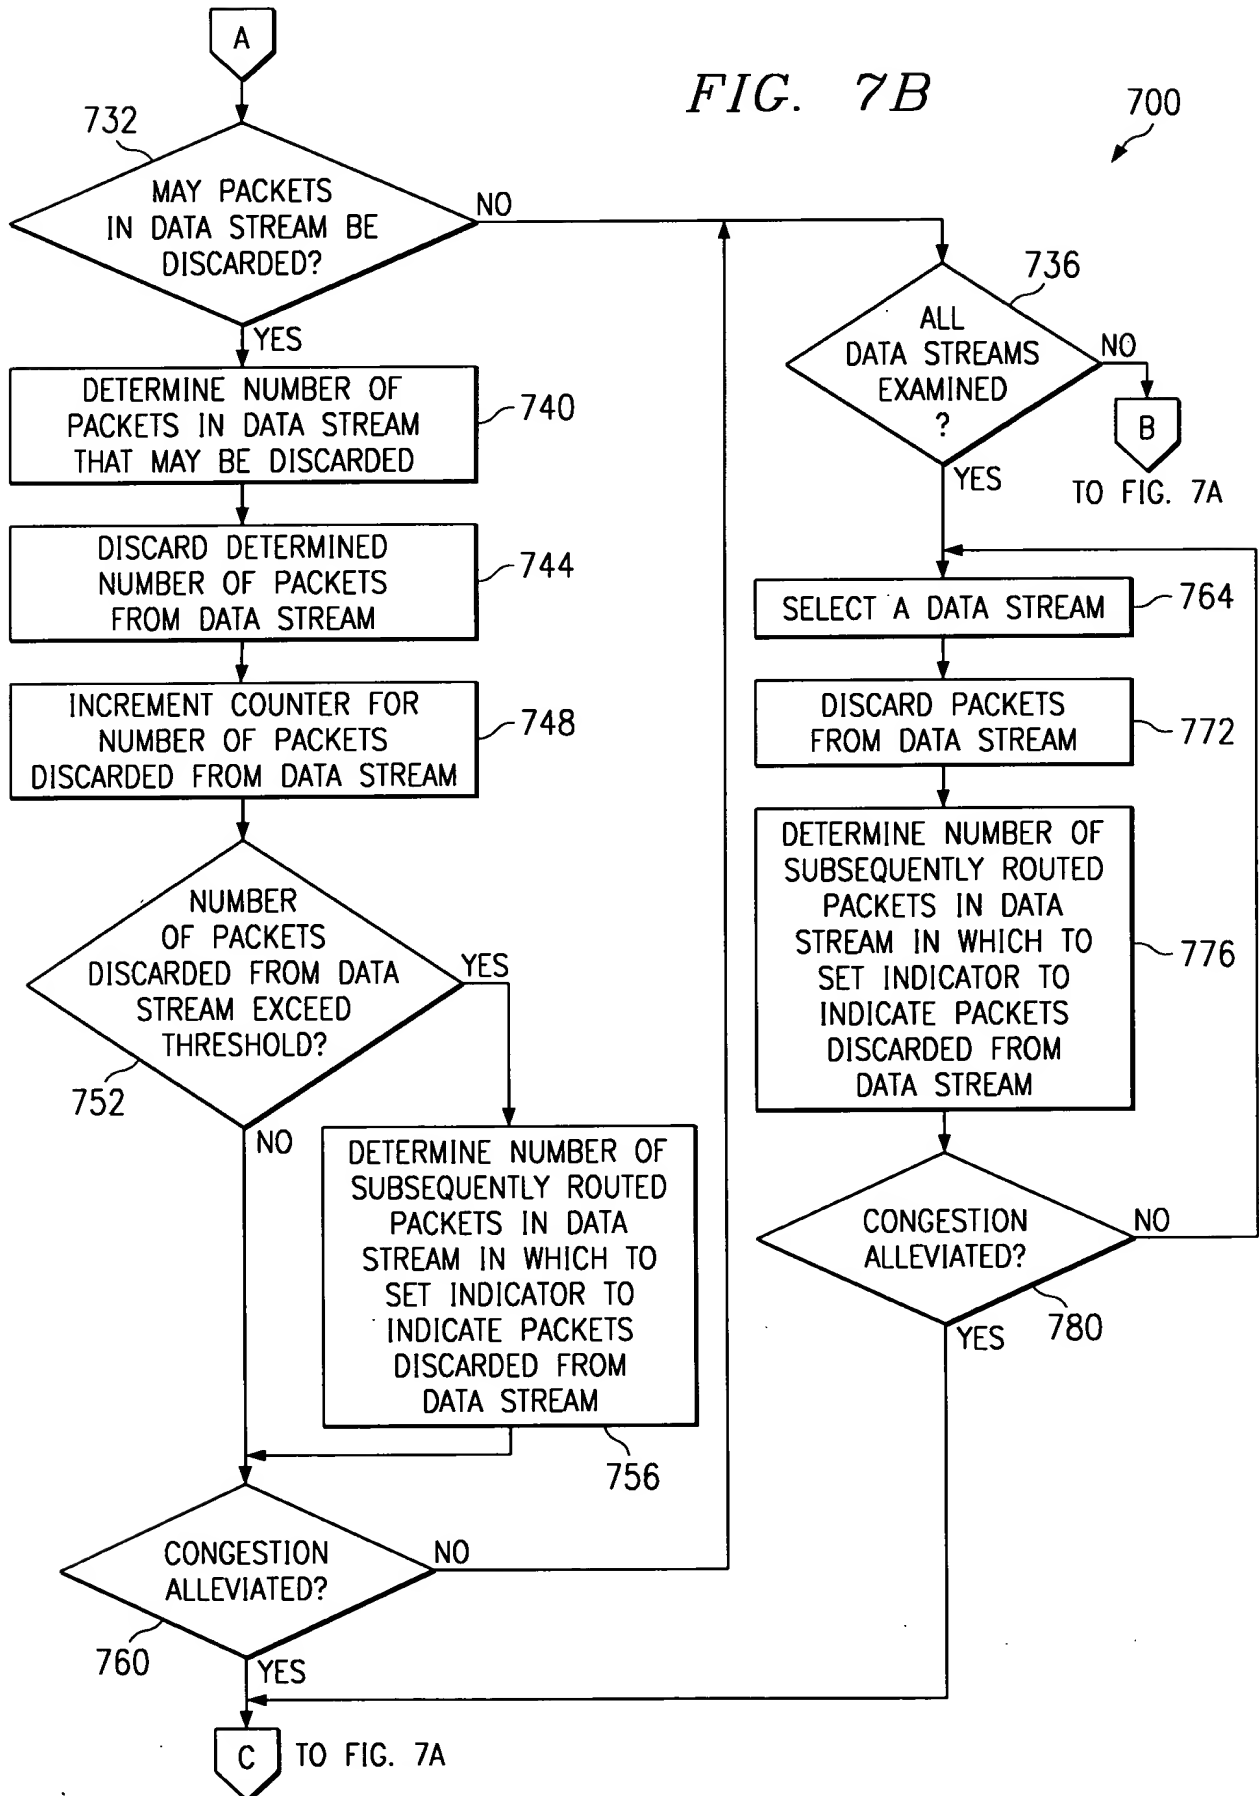 A
FIG. 7B
700
732
MAY PACKETS
IN DATA STREAM BE
DISCARDED?
NO
YES
DETERMINE NUMBER OF
PACKETS IN DATA STREAM
THAT MAY BE DISCARDED
740
DISCARD DETERMINED
NUMBER OF PACKETS
FROM DATA STREAM
744
INCREMENT COUNTER FOR
NUMBER OF PACKETS
DISCARDED FROM DATA STREAM
748
NUMBER
OF PACKETS
DISCARDED FROM DATA
STREAM EXCEED
THRESHOLD?
YES
752
NO
DETERMINE NUMBER OF
SUBSEQUENTLY ROUTED
PACKETS IN DATA
STREAM IN WHICH TO
SET INDICATOR TO
INDICATE PACKETS
DISCARDED FROM
DATA STREAM
756
CONGESTION
ALLEVIATED?
NO
760
YES
C
TO FIG. 7A
736
ALL
DATA STREAMS
EXAMINED
?
NO
B
TO FIG. 7A
YES
SELECT A DATA STREAM
764
DISCARD PACKETS
FROM DATA STREAM
772
DETERMINE NUMBER OF
SUBSEQUENTLY ROUTED
PACKETS IN DATA
STREAM IN WHICH TO
SET INDICATOR TO
INDICATE PACKETS
DISCARDED FROM
DATA STREAM
776
CONGESTION
ALLEVIATED?
NO
780
YES